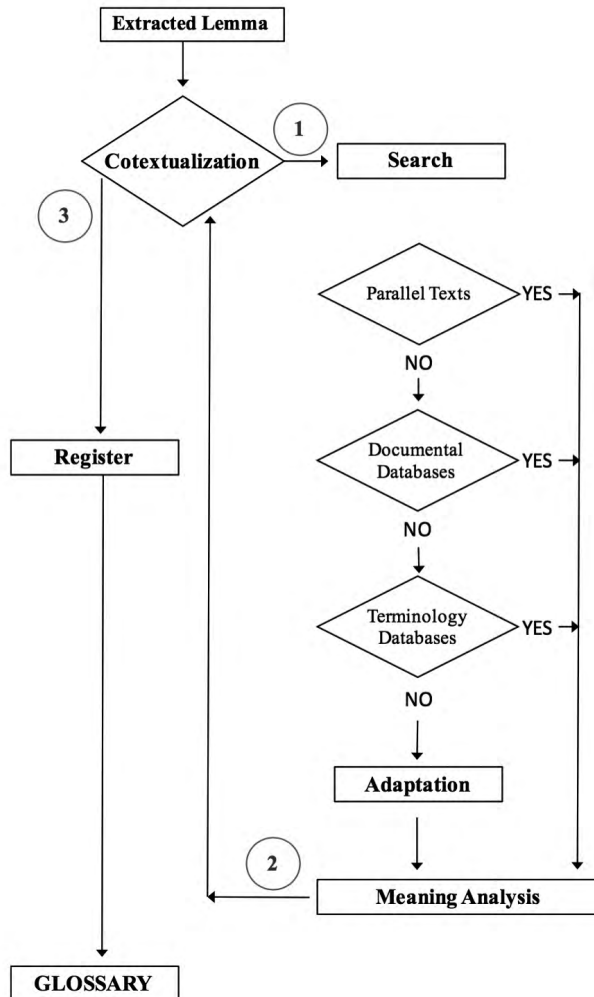 Extracted Lemma
1
Cotextualization
Search
3
Parallel Texts
YES
NO
Register
Documental
Databases
YES
NO
Terminology
Databases
YES
NO
Adaptation
2
Meaning Analysis
GLOSSARY